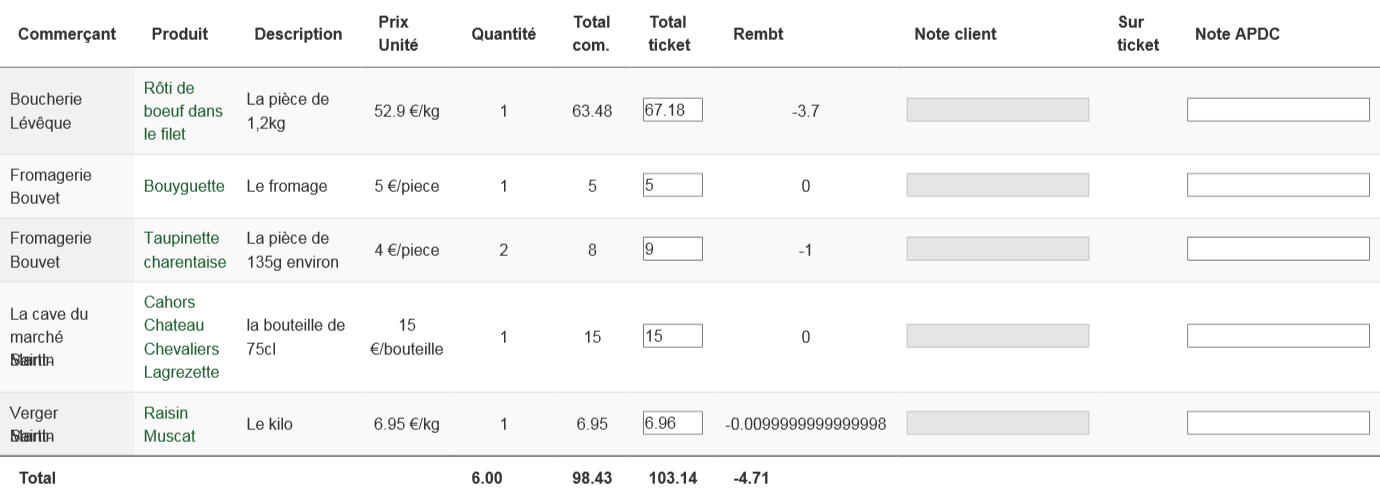 Commerçant Produit Description Prix Unité Quantité Total com. Total ticket Rembt Note client Sur ticket Note APDC
Boucherie Lévêque Rôti de boeuf dans le filet La pièce de 1,2kg 52.9 €/kg 1 63.48 67.18 -3.7
Fromagerie Bouvet Bouyguette Le fromage 5 €/piece 1 5 5 0
Fromagerie Bouvet Taupinette charentaise La pièce de 135g environ 4 €/piece 2 8 9 -1
La cave du marché Cahors Chateau Chevaliers Lagrezette la bouteille de 75cl 15 €/bouteille 1 15 15 0
Verger Raisin Muscat Le kilo 6.95 €/kg 1 6.95 6.96 -0.0099999999999998
Total 6.00 98.43 103.14 -4.71